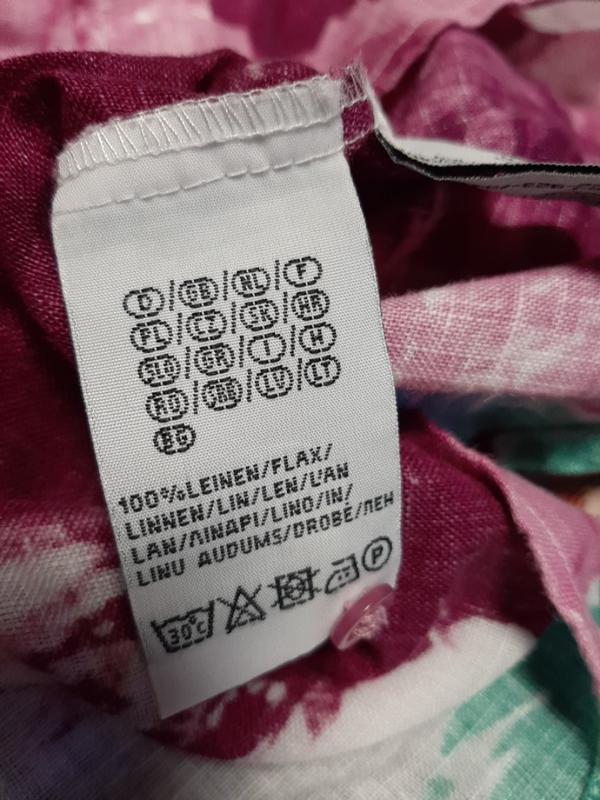 D/GB/NL/F
PL/CZ/SK/HR
SLO/GR/I/H
RO/SRB/LV/LT
BG
100%LEINEN/FLAX/
LINNEN/LIN/LEN/L'AN
LAN/ΛΙΝΑΡΙ/LINO/IN/
LINU AUDUMS/DROBĖ/ЛЕН
30°C P